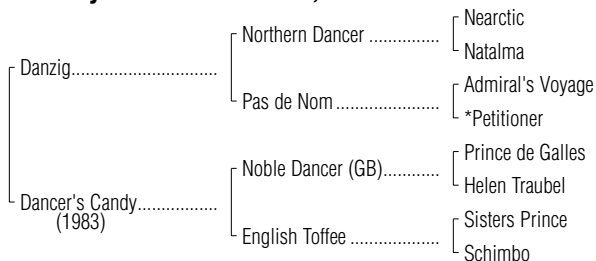 Nearctic
Northern Dancer ...............
Natalma
Danzig..............................
Admiral's Voyage
Pas de Nom ......................
*Petitioner
Prince de Galles
Noble Dancer (GB)............
Helen Traubel
Dancer's Candy.................
(1983)
Sisters Prince
English Toffee ...................
Schimbo